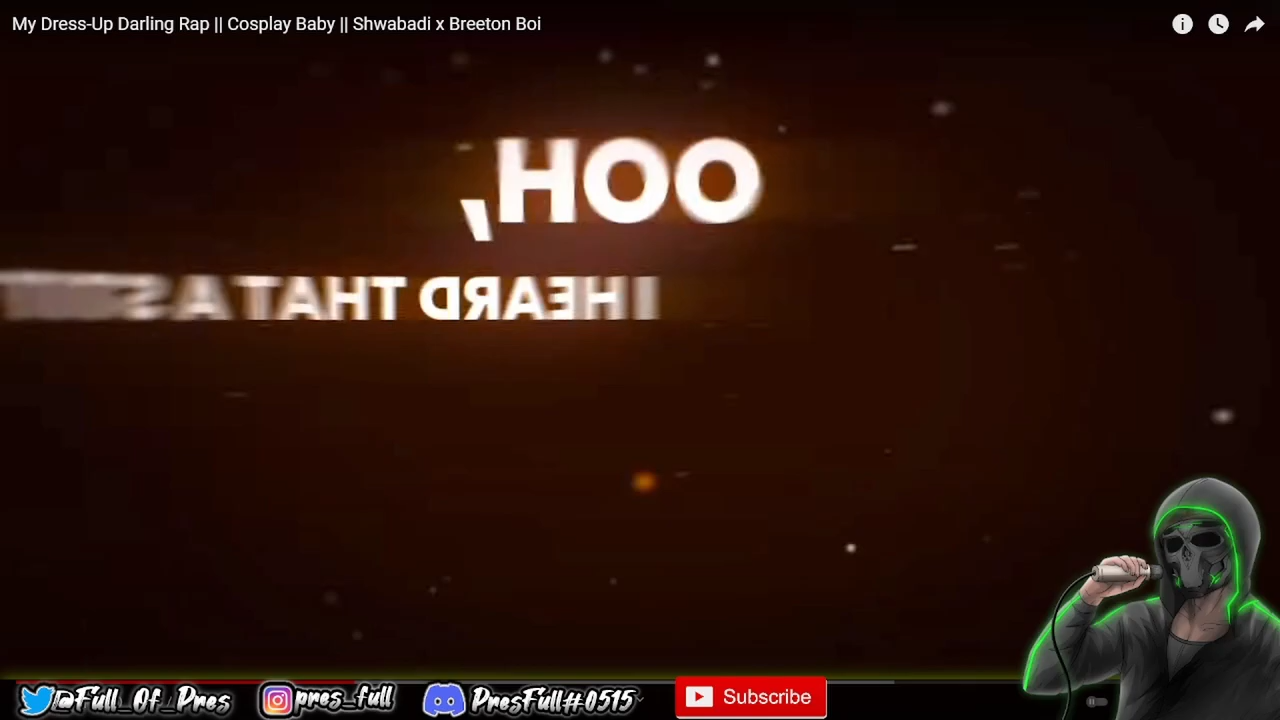 My Dress-Up Darling Rap || Cosplay Baby || Shwabadi x Breeton Boi
OOH,
I HEARD THAT A
@Full_Of_Pres pres_full PresFull#0515 Subscribe